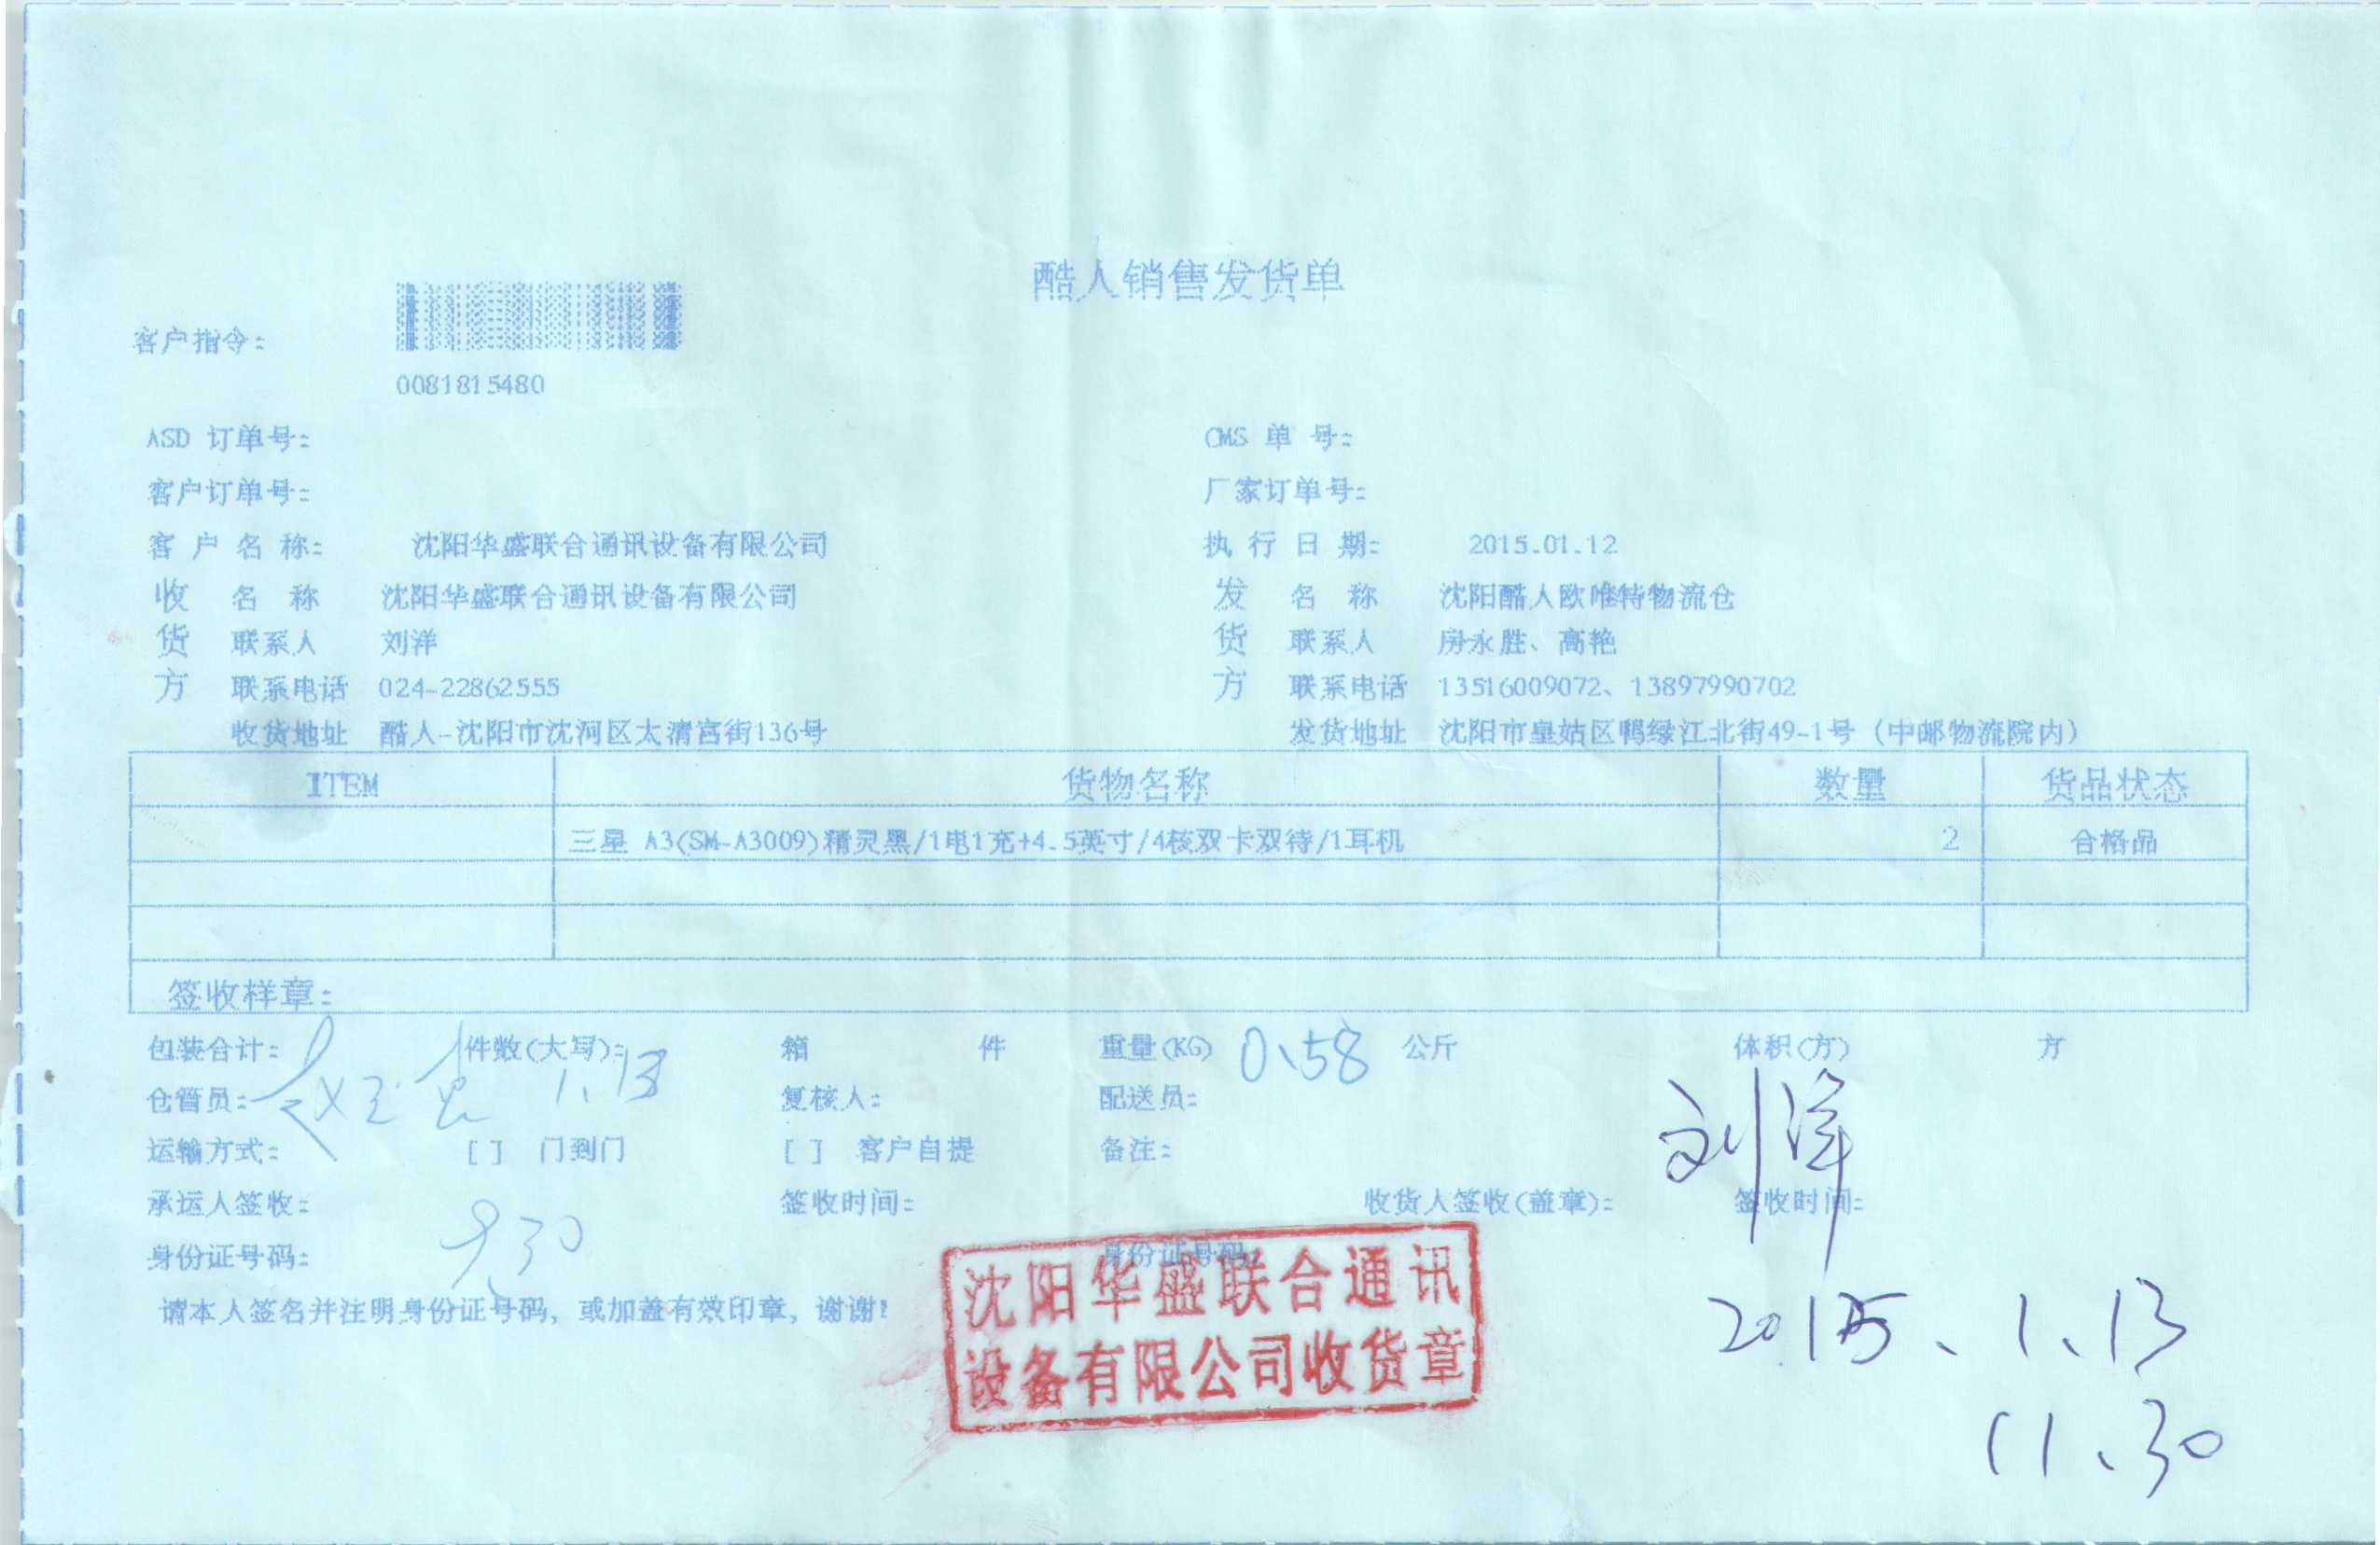 酷人销售发货单
客户指令:
0081815480
ASD 订单号: CMS 单 号:
客户订单号: 厂家订单号:
客 户 名 称: 沈阳华盛联合通讯设备有限公司 执 行 日 期: 2015.01.12
收 名 称 沈阳华盛联合通讯设备有限公司 发 名 称 沈阳酷人欧唯特物流仓
货 联系人 刘洋 货 联系人 房永胜、高艳
方 联系电话 024-22862555 方 联系电话 13516009072、13897990702
收货地址 酷人-沈阳市沈河区太清宫街136号 发货地址 沈阳市皇姑区鸭绿江北街49-1号 (中邮物流院内)
ITEM 货物名称 数量 货品状态
三星 A3(SM-A3009)精灵黑/1电1充+4.5英寸/4核双卡双待/1耳机 2 合格品
签收样章:
包装合计: 件数(大写): 箱 件 重量(KG) 0.58 公斤 体积(方) 方
仓管员: 1.13 复核人: 配送员:
刘洋
运输方式: [ ] 门到门 [ ] 客户自提 备注:
承运人签收: 签收时间: 收货人签收(盖章): 签收时间:
身份证号码: 9.30 身份证号码:
请本人签名并注明身份证号码, 或加盖有效印章, 谢谢!
沈阳华盛联合通讯
设备有限公司收货章
2015、1、13
11、30